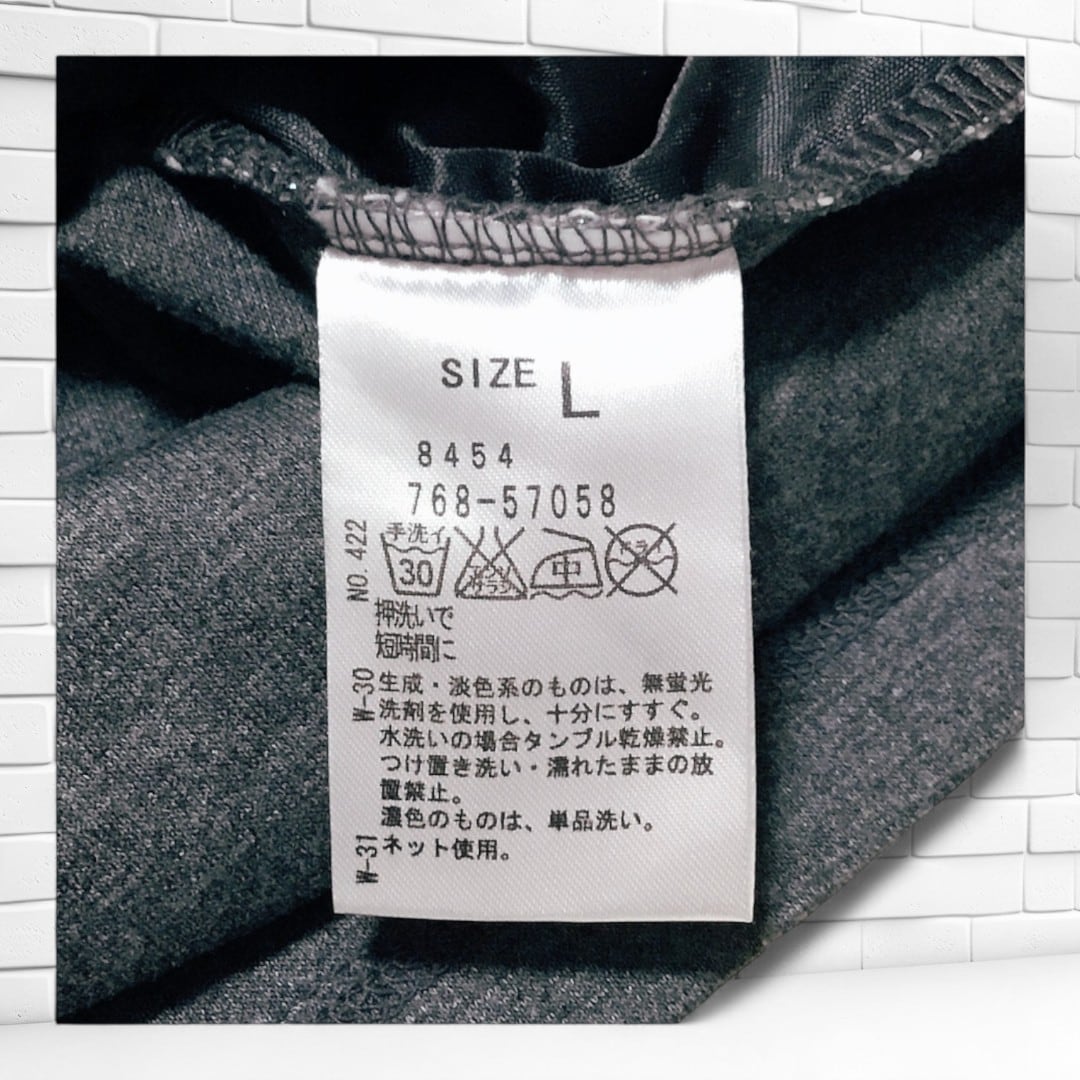 SIZE L
8454
768-57058
手洗イ
30
中
押洗いで
短時間に
生成・淡色系のものは、無蛍光
洗剤を使用し、十分にすすぐ。
水洗いの場合タンブル乾燥禁止。
つけ置き洗い・濡れたままの放
置禁止。
濃色のものは、単品洗い。
ネット使用。
NO.422
W-30
W-31